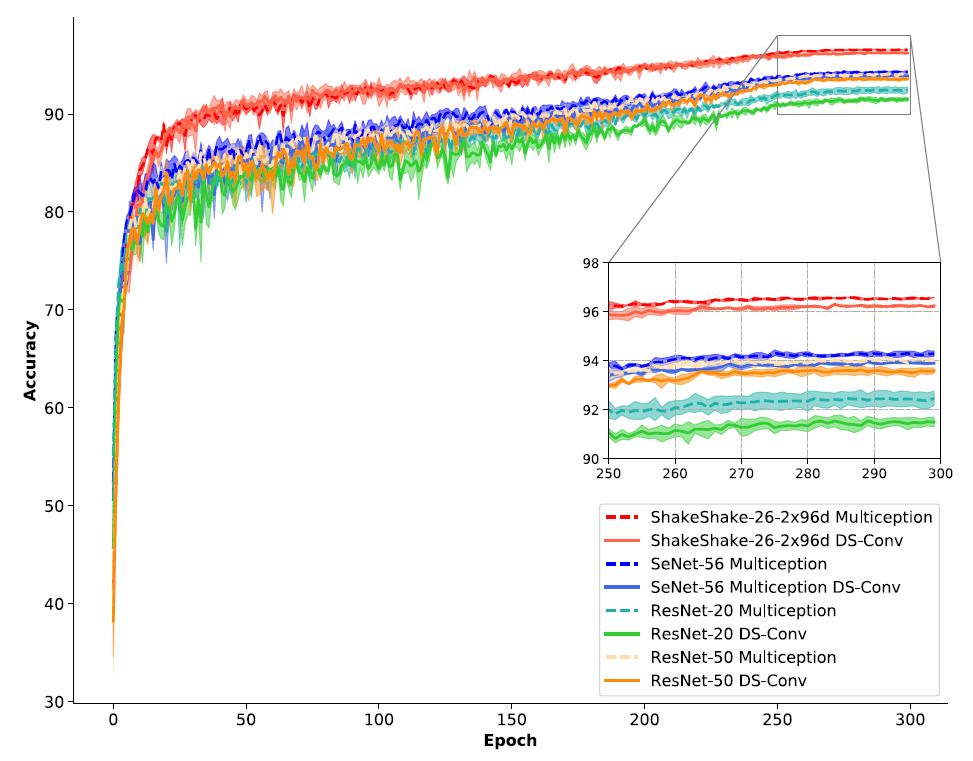 Accuracy
90
80
70
60
50
40
30
0
50
100
150
200
250
300
Epoch
98
96
94
92
90
250
260
270
280
290
300
ShakeShake-26-2x96d Multiception
ShakeShake-26-2x96d DS-Conv
SeNet-56 Multiception
SeNet-56 Multiception DS-Conv
ResNet-20 Multiception
ResNet-20 DS-Conv
ResNet-50 Multiception
ResNet-50 DS-Conv